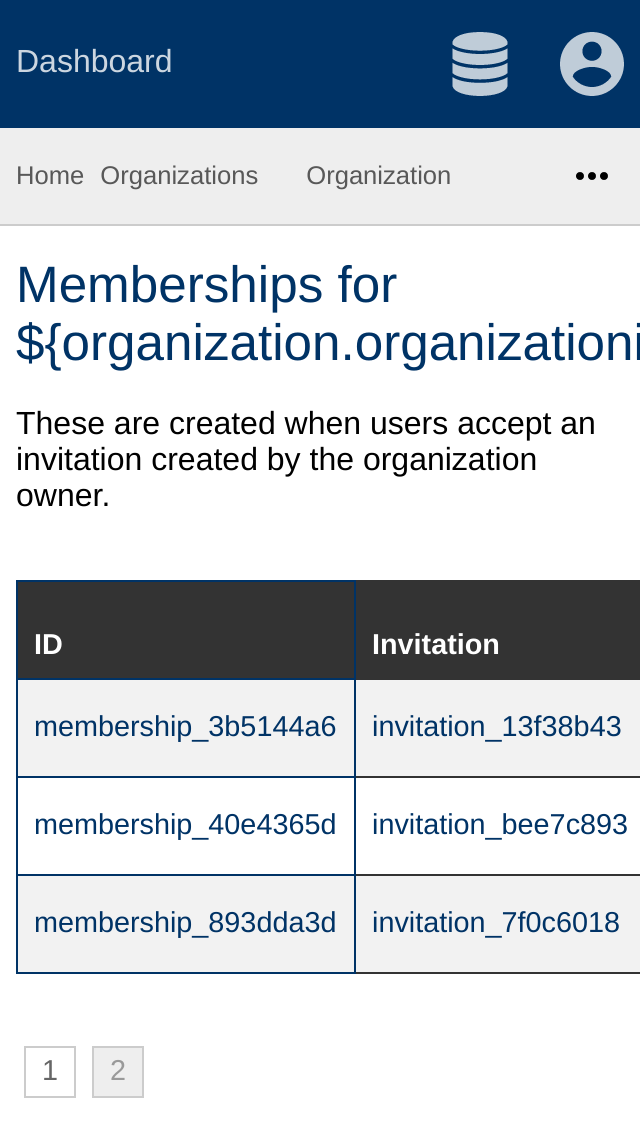 Dashboard
Home Organizations Organization
Memberships for
${organization.organizationi
These are created when users accept an
invitation created by the organization
owner.
ID Invitation
membership_3b5144a6 invitation_13f38b43
membership_40e4365d invitation_bee7c893
membership_893dda3d invitation_7f0c6018
1 2